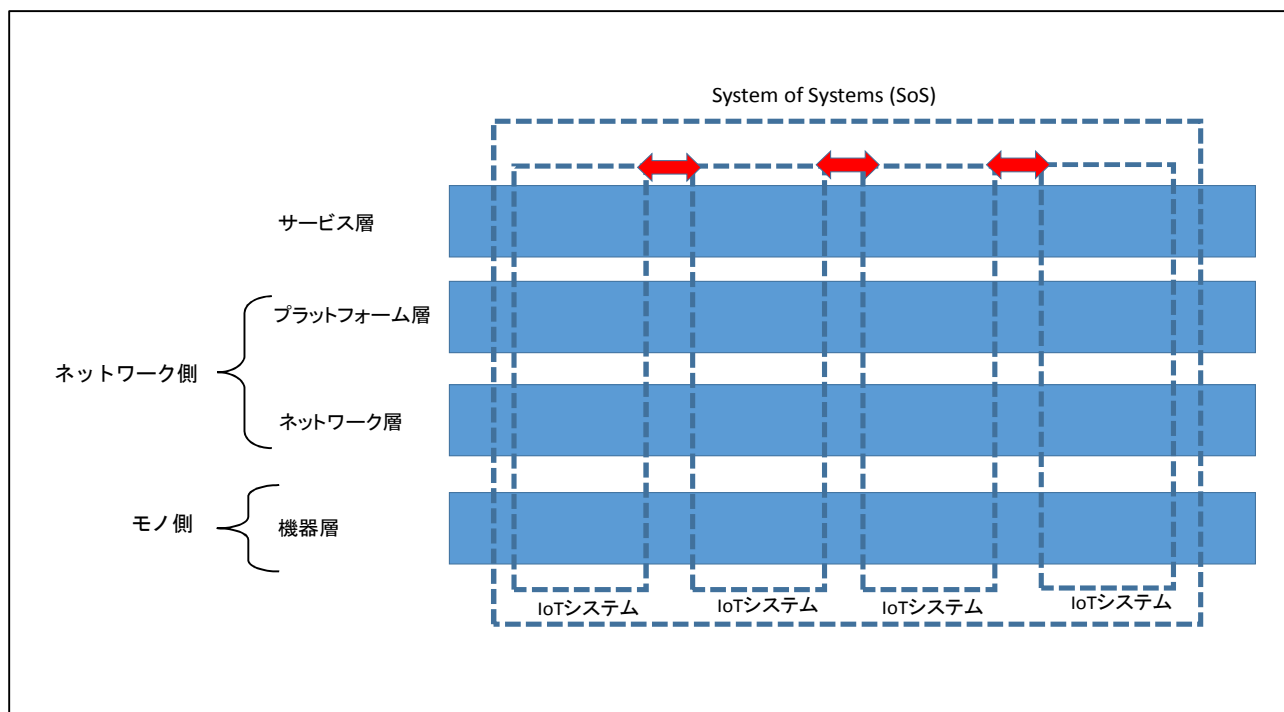 System of Systems (SoS)
サービス層
プラットフォーム層
ネットワーク側
ネットワーク層
モノ側
機器層
IoTシステム
IoTシステム
IoTシステム
IoTシステム